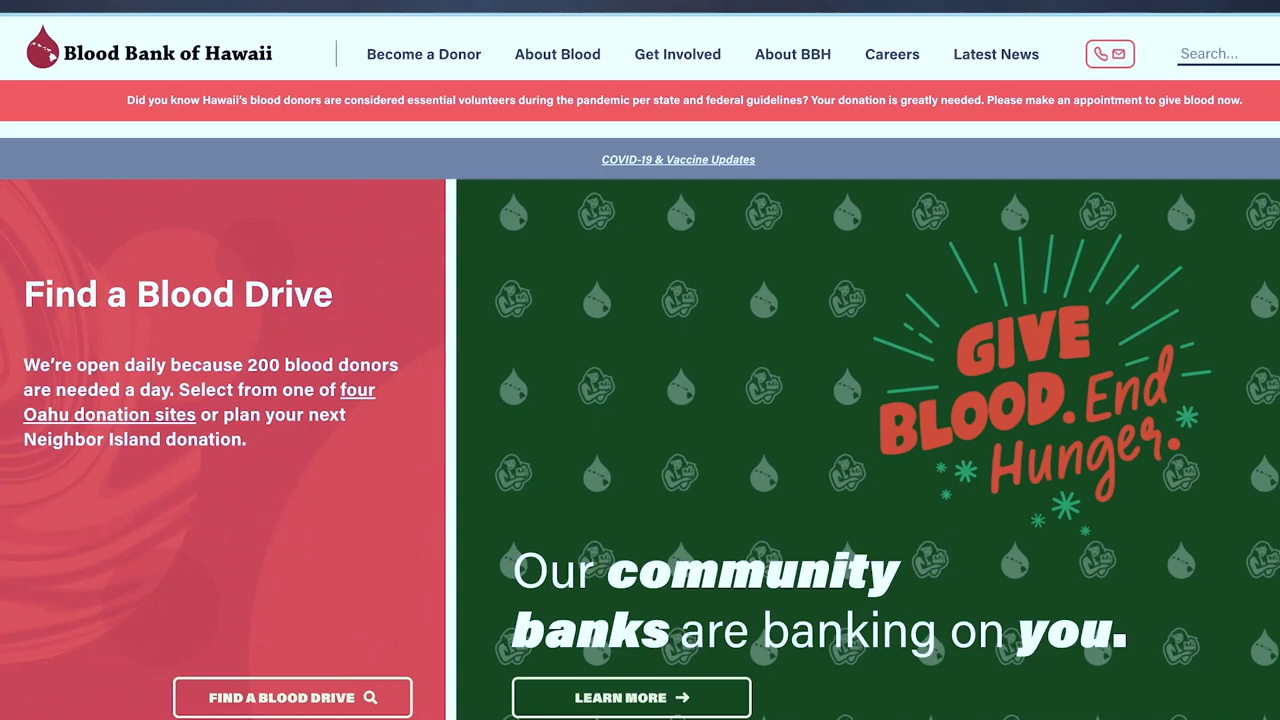 Blood Bank of Hawaii
Become a Donor
About Blood
Get Involved
About BBH
Careers
Latest News
Search...
Did you know Hawaii's blood donors are considered essential volunteers during the pandemic per state and federal guidelines? Your donation is greatly needed. Please make an appointment to give blood now.
COVID-19 & Vaccine Updates
Find a Blood Drive
We're open daily because 200 blood donors
are needed a day. Select from one of four
Oahu donation sites or plan your next
Neighbor Island donation.
FIND A BLOOD DRIVE
GIVE
BLOOD. End
Hunger.
Our community
banks are banking on you.
LEARN MORE →